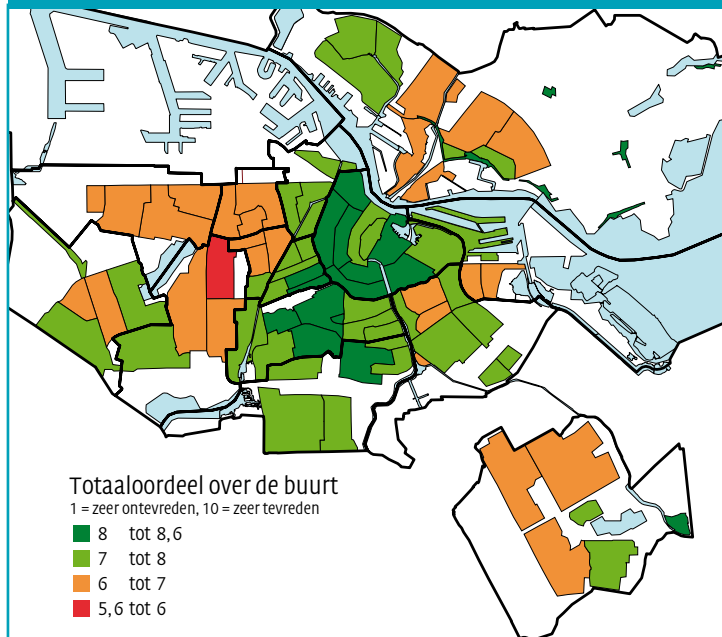 Totaaloordeel over de buurt
1 = zeer ontevreden, 10 = zeer tevreden
8 tot 8,6
7 tot 8
6 tot 7
5,6 tot 6